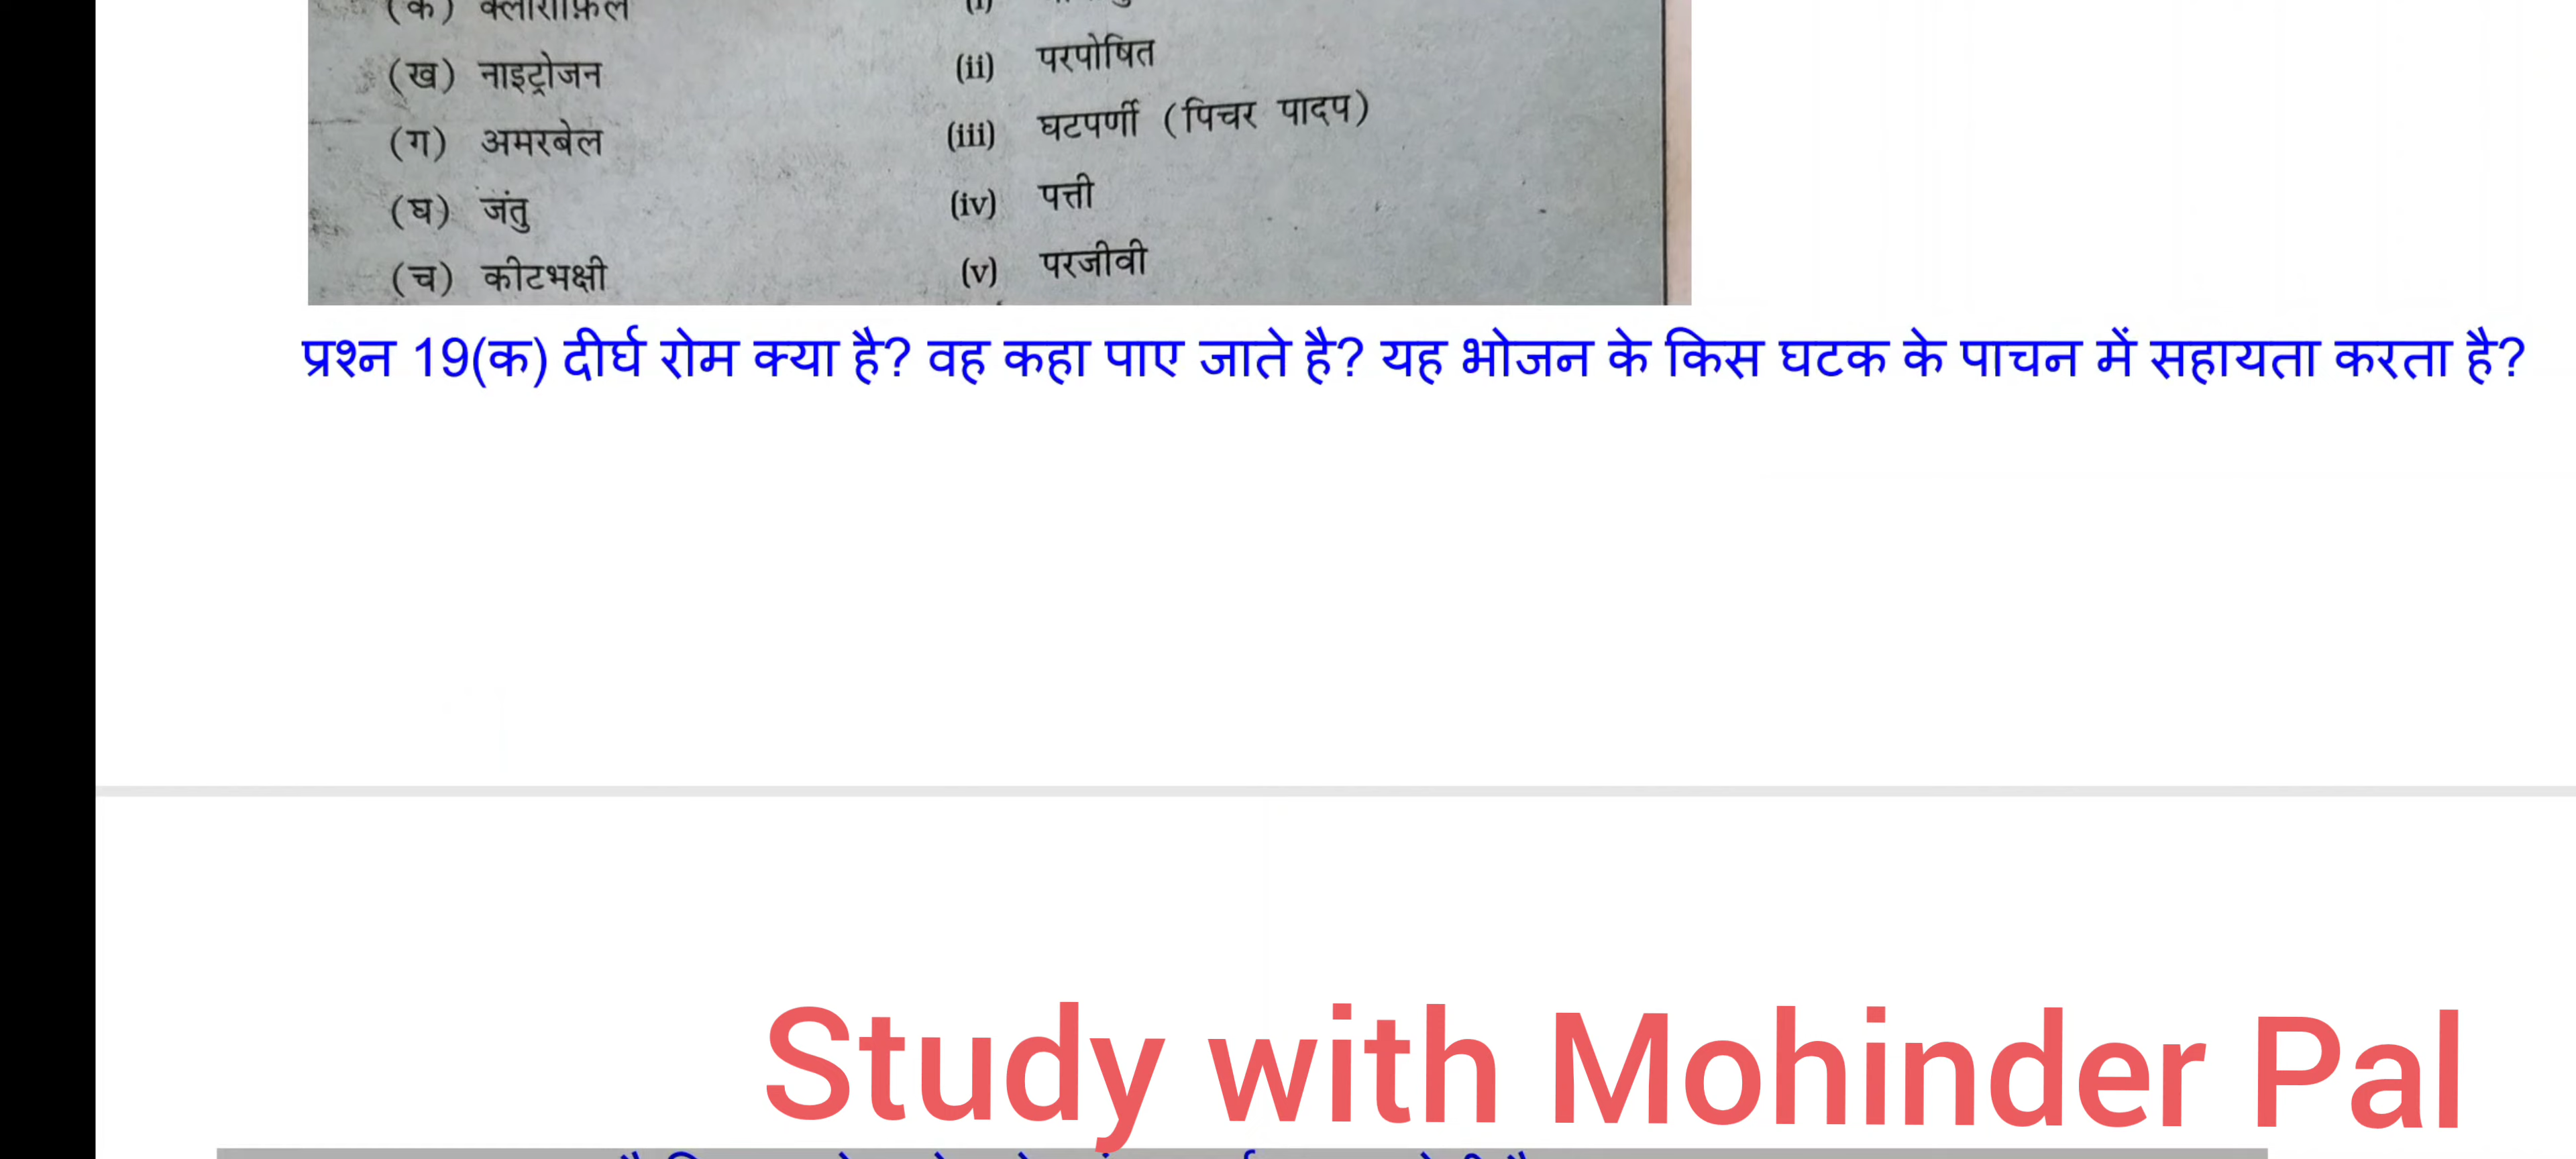 (क) क्लोरोफ़िल (i)
(ख) नाइट्रोजन (ii) परपोषित
(ग) अमरबेल (iii) घटपर्णी (पिचर पादप)
(घ) जंतु (iv) पत्ती
(च) कीटभक्षी (v) परजीवी
प्रश्न 19(क) दीर्घ रोम क्या है? वह कहा पाए जाते है? यह भोजन के किस घटक के पाचन में सहायता करता है?
Study with Mohinder Pal